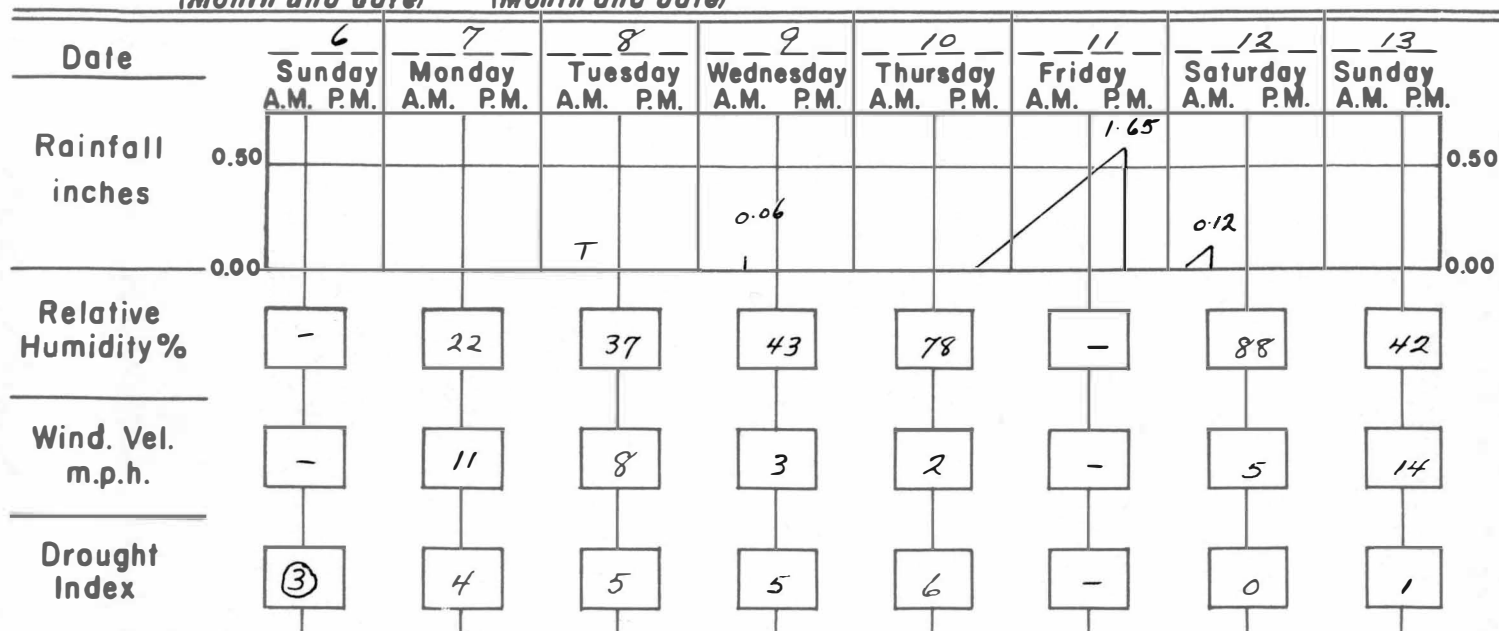 (Month and date) (Month and date)
Date 6 7 8 9 10 11 12 13
Sunday Monday Tuesday Wednesday Thursday Friday Saturday Sunday
A.M. P.M. A.M. P.M. A.M. P.M. A.M. P.M. A.M. P.M. A.M. P.M. A.M. P.M. A.M. P.M.
1.65
Rainfall 0.50 0.50
inches
0.06 0.12
T
0.00 0.00
Relative
Humidity % - 22 37 43 78 - 88 42
Wind. Vel.
m.p.h. - 11 8 3 2 - 5 14
Drought
Index 3 4 5 5 6 - 0 1